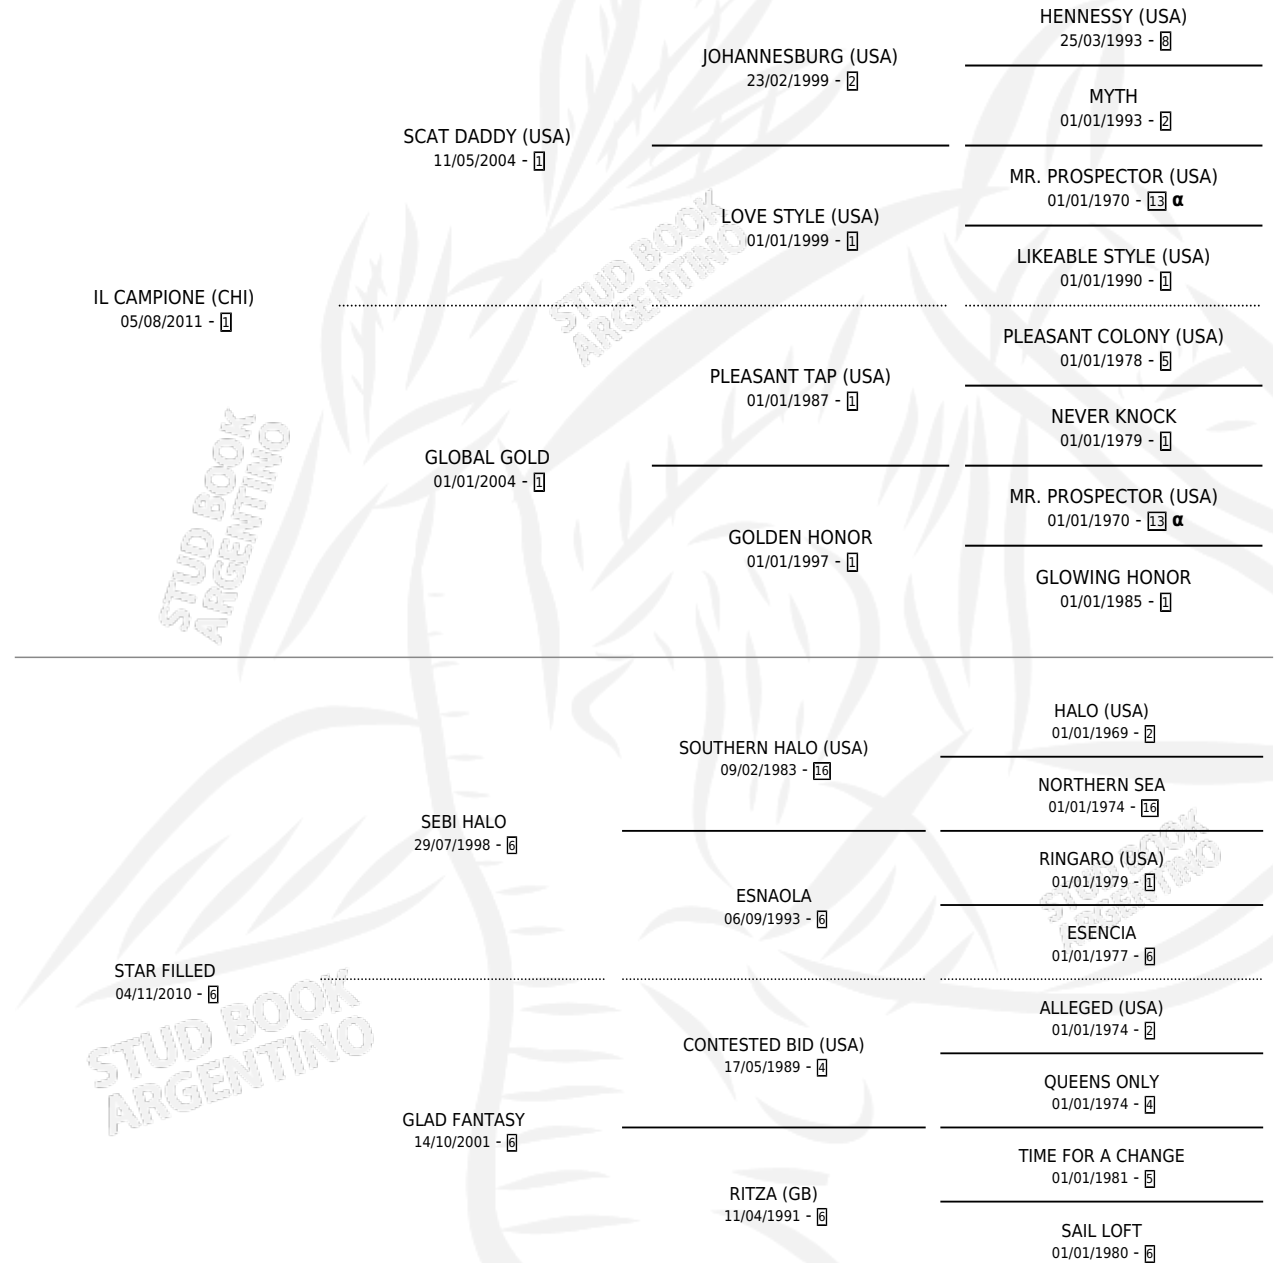 HENNESSY (USA)
25/03/1993 - 8
JOHANNESBURG (USA)
23/02/1999 - 2
MYTH
01/01/1993 - 2
SCAT DADDY (USA)
11/05/2004 - 1
MR. PROSPECTOR (USA)
01/01/1970 - 13 α
LOVE STYLE (USA)
01/01/1999 - 1
LIKEABLE STYLE (USA)
01/01/1990 - 1
IL CAMPIONE (CHI)
05/08/2011 - 1
PLEASANT COLONY (USA)
01/01/1978 - 5
PLEASANT TAP (USA)
01/01/1987 - 1
NEVER KNOCK
01/01/1979 - 1
GLOBAL GOLD
01/01/2004 - 1
MR. PROSPECTOR (USA)
01/01/1970 - 13 α
GOLDEN HONOR
01/01/1997 - 1
GLOWING HONOR
01/01/1985 - 1
HALO (USA)
01/01/1969 - 2
SOUTHERN HALO (USA)
09/02/1983 - 16
NORTHERN SEA
01/01/1974 - 16
SEBI HALO
29/07/1998 - 6
RINGARO (USA)
01/01/1979 - 1
ESNAOLA
06/09/1993 - 6
ESENCIA
01/01/1977 - 6
STAR FILLED
04/11/2010 - 6
ALLEGED (USA)
01/01/1974 - 2
CONTESTED BID (USA)
17/05/1989 - 4
QUEENS ONLY
01/01/1974 - 4
GLAD FANTASY
14/10/2001 - 6
TIME FOR A CHANGE
01/01/1981 - 5
RITZA (GB)
11/04/1991 - 6
SAIL LOFT
01/01/1980 - 6
STUD BOOK
ARGENTINO
STUD BOOK
ARGENTINO
STUD BOOK
ARGENTINO
STUD BOOK
ARGENTINO